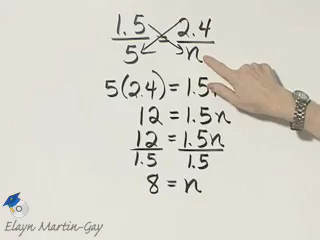 1.5/5 = 2.4/n
5(2.4) = 1.5n
12 = 1.5n
12/1.5 = 1.5n/1.5
8 = n
Elayn Martin-Gay